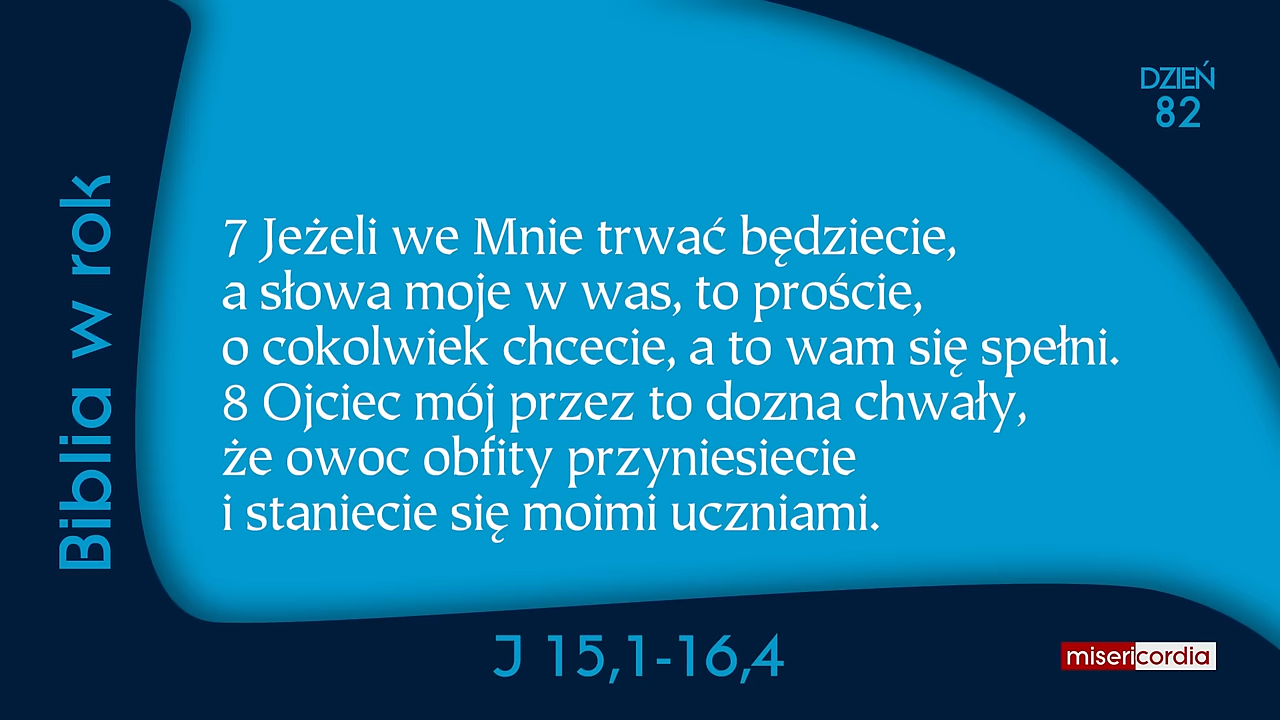 DZIEŃ
82
Biblia w rok
7 Jeżeli we Mnie trwać będziecie,
a słowa moje w was, to proście,
o cokolwiek chcecie, a to wam się spełni.
8 Ojciec mój przez to dozna chwały,
że owoc obfity przyniesiecie
i staniecie się moimi uczniami.
J 15,1-16,4
misericordia